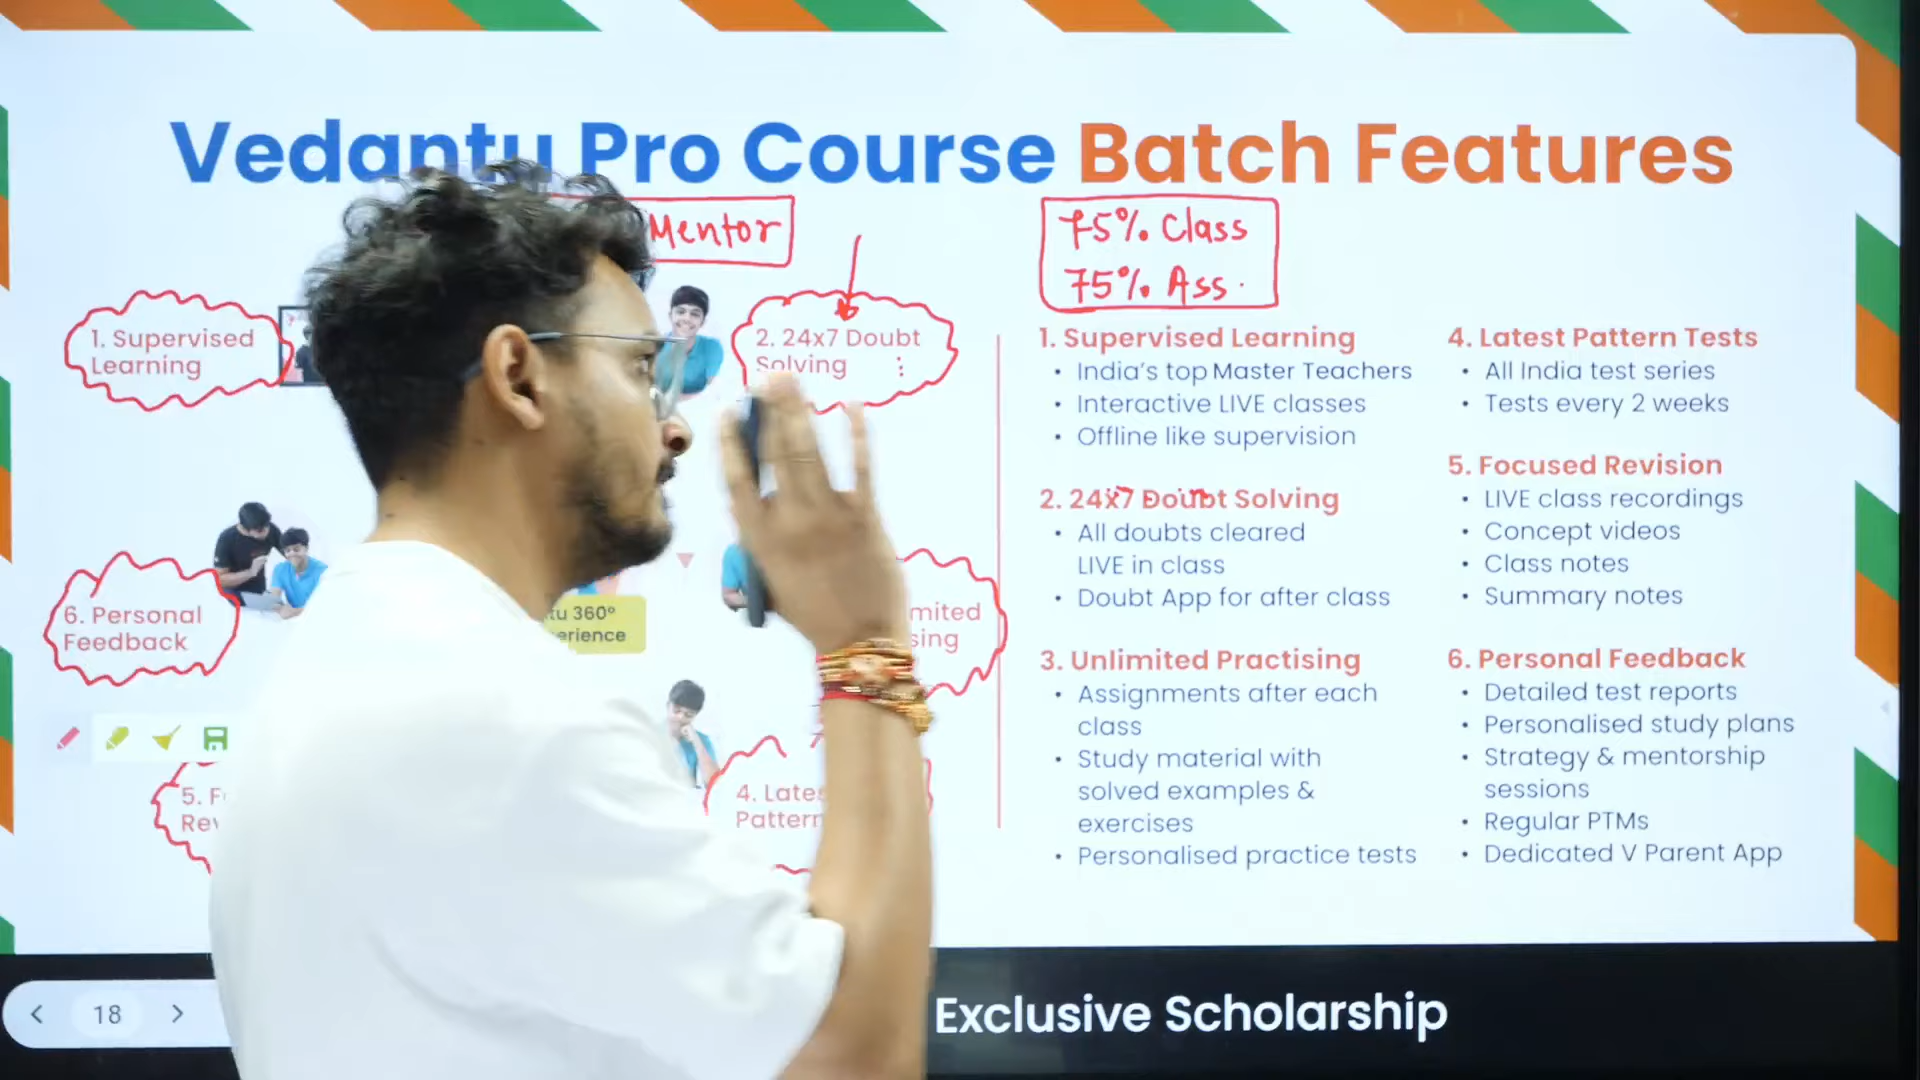 Vedantu Pro Course Batch Features
Mentor
75% Class
75% Ass.
1. Supervised
Learning
2. 24x7 Doubt
Solving
6. Personal
Feedback
360°
4.
1. Supervised Learning
• India's top Master Teachers
• Interactive LIVE classes
• Offline like supervision
2. 24x7 Doubt Solving
• All doubts cleared
LIVE in class
• Doubt App for after class
3. Unlimited Practising
• Assignments after each
class
• Study material with
solved examples &
exercises
• Personalised practice tests
4. Latest Pattern Tests
• All India test series
• Tests every 2 weeks
5. Focused Revision
• LIVE class recordings
• Concept videos
• Class notes
• Summary notes
6. Personal Feedback
• Detailed test reports
• Personalised study plans
• Strategy & mentorship
sessions
• Regular PTMs
• Dedicated V Parent App
18
Exclusive Scholarship